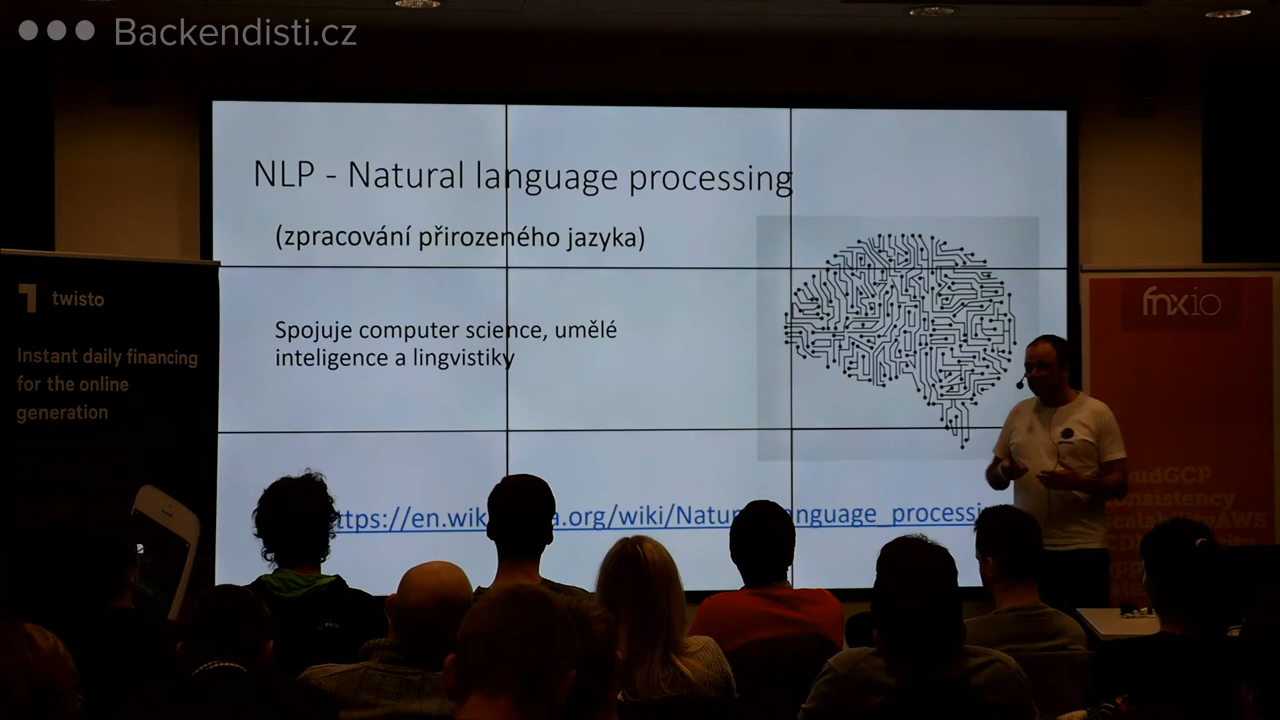 Backendisti.cz
NLP - Natural language processing
(zpracování přirozeného jazyka)
Spojuje computer science, umělé
inteligence a lingvistiky
twisto
Instant daily financing
for the online
generation
fnxio